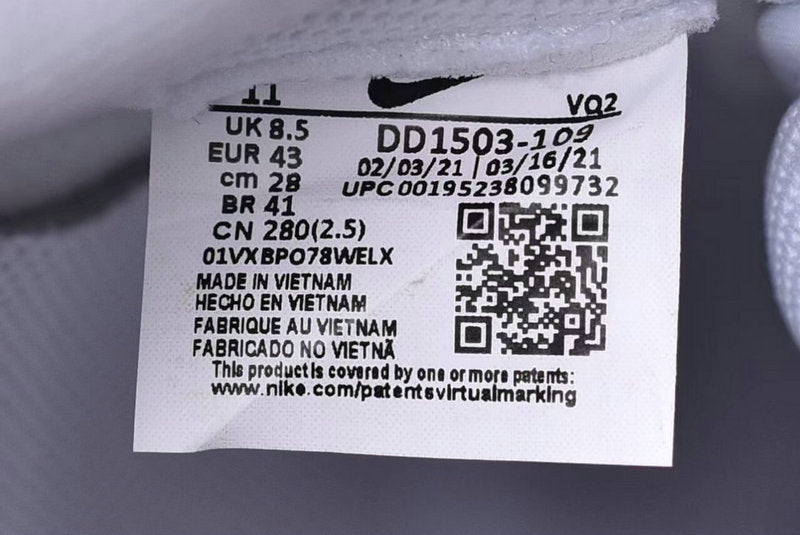 11
VQ2
UK 8.5
EUR 43
cm 28
BR 41
CN 280(2.5)
01VXBPO78WELX
DD1503-109
02/03/21 | 03/16/21
UPC 00195238099732
MADE IN VIETNAM
HECHO EN VIETNAM
FABRIQUE AU VIETNAM
FABRICADO NO VIETNÃ
This product is covered by one or more patents:
www.nike.com/patentsvirtualmarking